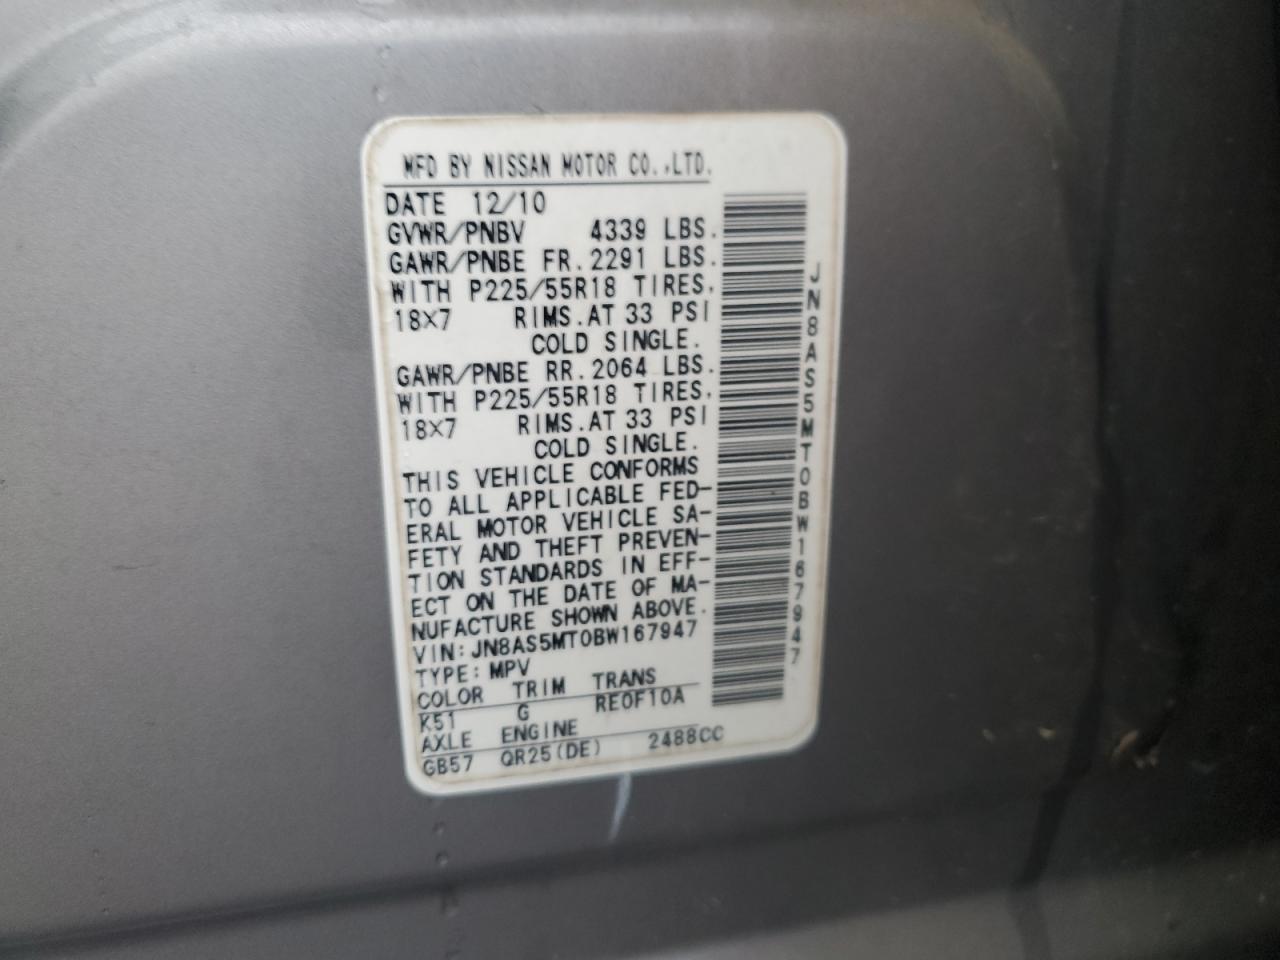 MFD BY NISSAN MOTOR CO.,LTD.
DATE 12/10
GVWR/PNBV 4339 LBS.
GAWR/PNBE FR.2291 LBS.
WITH P225/55R18 TIRES,
18×7 RIMS.AT 33 PSI
COLD SINGLE.
GAWR/PNBE RR.2064 LBS.
WITH P225/55R18 TIRES,
18×7 RIMS.AT 33 PSI
COLD SINGLE.
THIS VEHICLE CONFORMS
TO ALL APPLICABLE FED-
ERAL MOTOR VEHICLE SA-
FETY AND THEFT PREVEN-
TION STANDARDS IN EFF-
ECT ON THE DATE OF MA-
NUFACTURE SHOWN ABOVE.
VIN:JN8AS5MT0BW167947
TYPE:MPV
COLOR TRIM TRANS
K51 G RE0F10A
AXLE ENGINE
GB57 QR25(DE) 2488CC
JN8AS5MT0BW167947